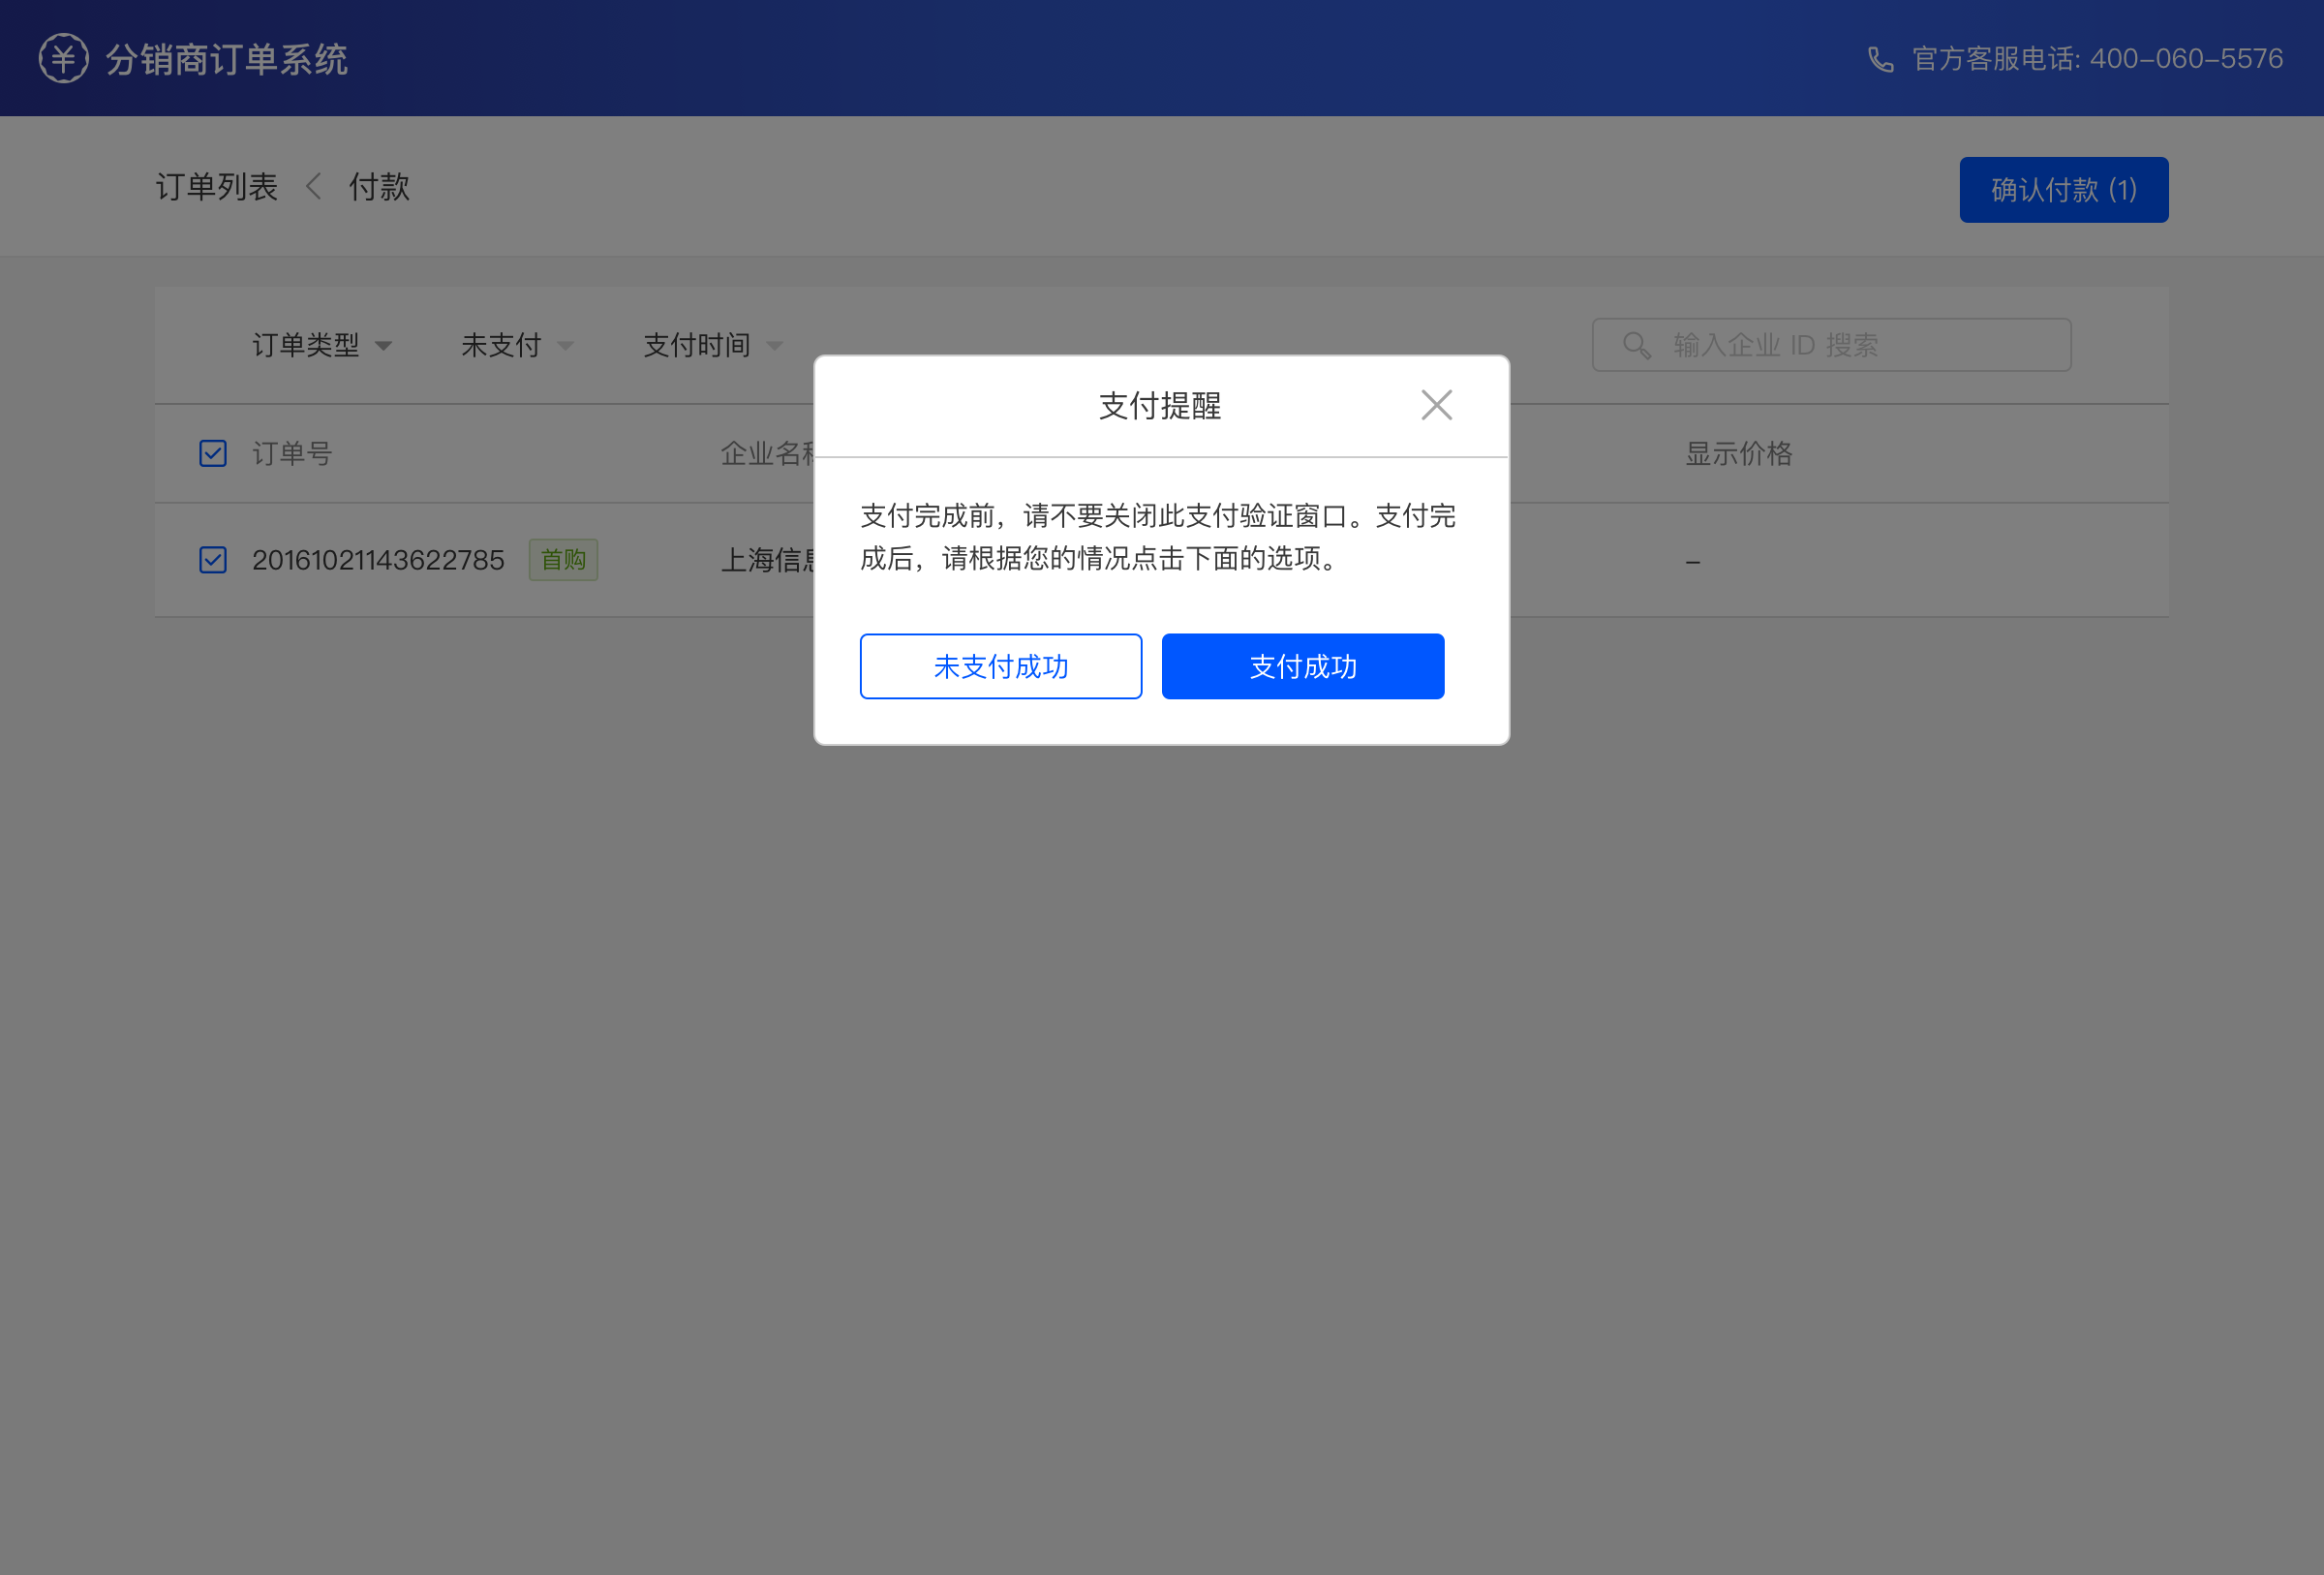 分销商订单系统
官方客服电话: 400-060-5576
订单列表
付款
确认付款 (1)
订单类型
未支付
支付时间
输入企业 ID 搜索
支付提醒
订单号
企业名
显示价格
支付完成前，请不要关闭此支付验证窗口。支付完
成后，请根据您的情况点击下面的选项。
2016102114362278​5
首购
上海信
–
未支付成功
支付成功